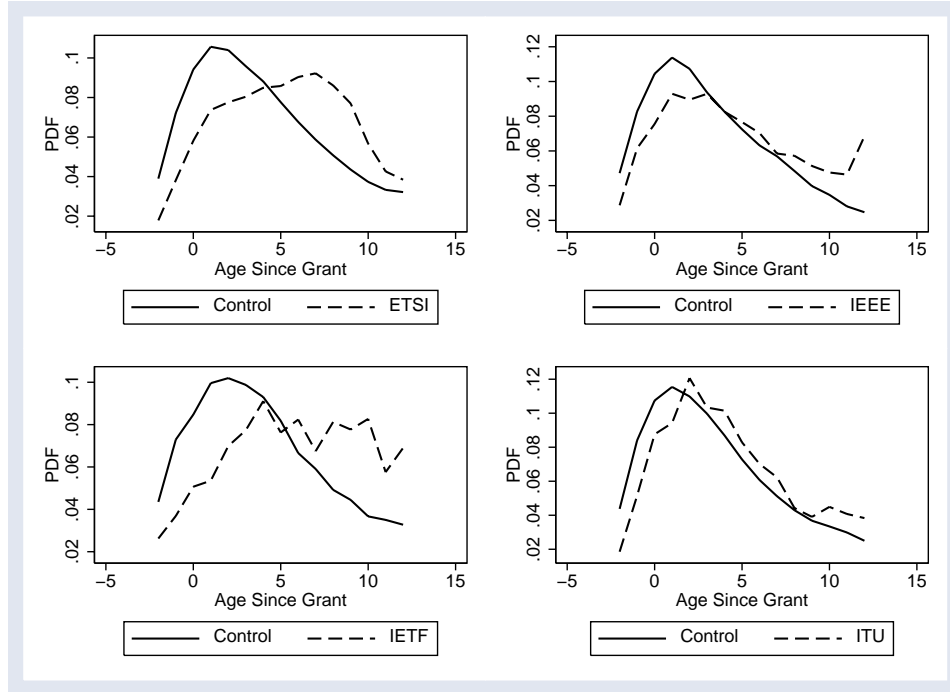 .1
.08
.06
.04
.02
PDF
−5 0 5 10 15
Age Since Grant
Control ETSI
.12
.1
.08
.06
.04
.02
PDF
−5 0 5 10 15
Age Since Grant
Control IEEE
.1
.08
.06
.04
.02
PDF
−5 0 5 10 15
Age Since Grant
Control IETF
.12
.1
.08
.06
.04
.02
PDF
−5 0 5 10 15
Age Since Grant
Control ITU